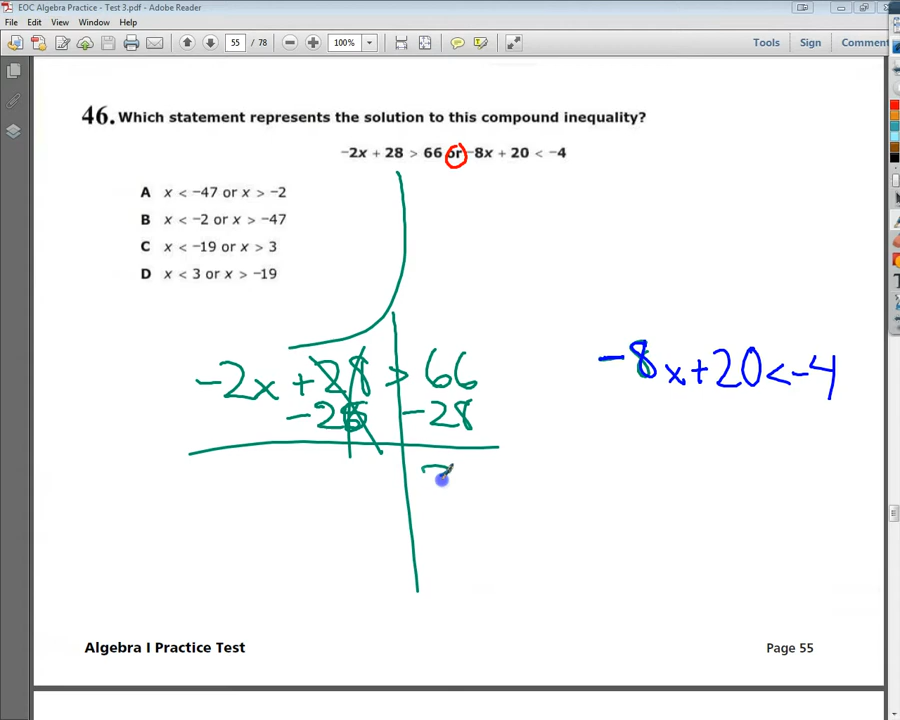 EOC Algebra Practice - Test 3.pdf - Adobe Reader
File Edit View Window Help
55 / 78 100% Tools Sign Comment
46. Which statement represents the solution to this compound inequality?
-2x + 28 > 66 or -8x + 20 < -4
A x < -47 or x > -2
B x < -2 or x > -47
C x < -19 or x > 3
D x < 3 or x > -19
-2x + 28 > 66
-28 -28
-8x + 20 < -4
Algebra I Practice Test Page 55